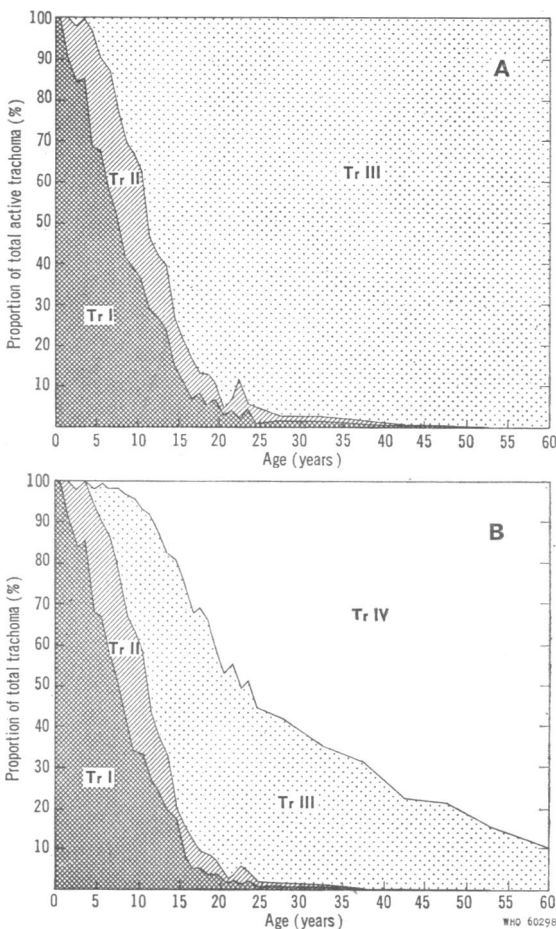 Proportion of total active trachoma (%)
100
90
80
70
60
50
40
30
20
10
A
Tr II
Tr III
Tr I
0 5 10 15 20 25 30 35 40 45 50 55 60
Age (years)
Proportion of total trachoma (%)
100
90
80
70
60
50
40
30
20
10
B
Tr IV
Tr II
Tr I
Tr III
0 5 10 15 20 25 30 35 40 45 50 55 60
Age (years)
WHO 60298